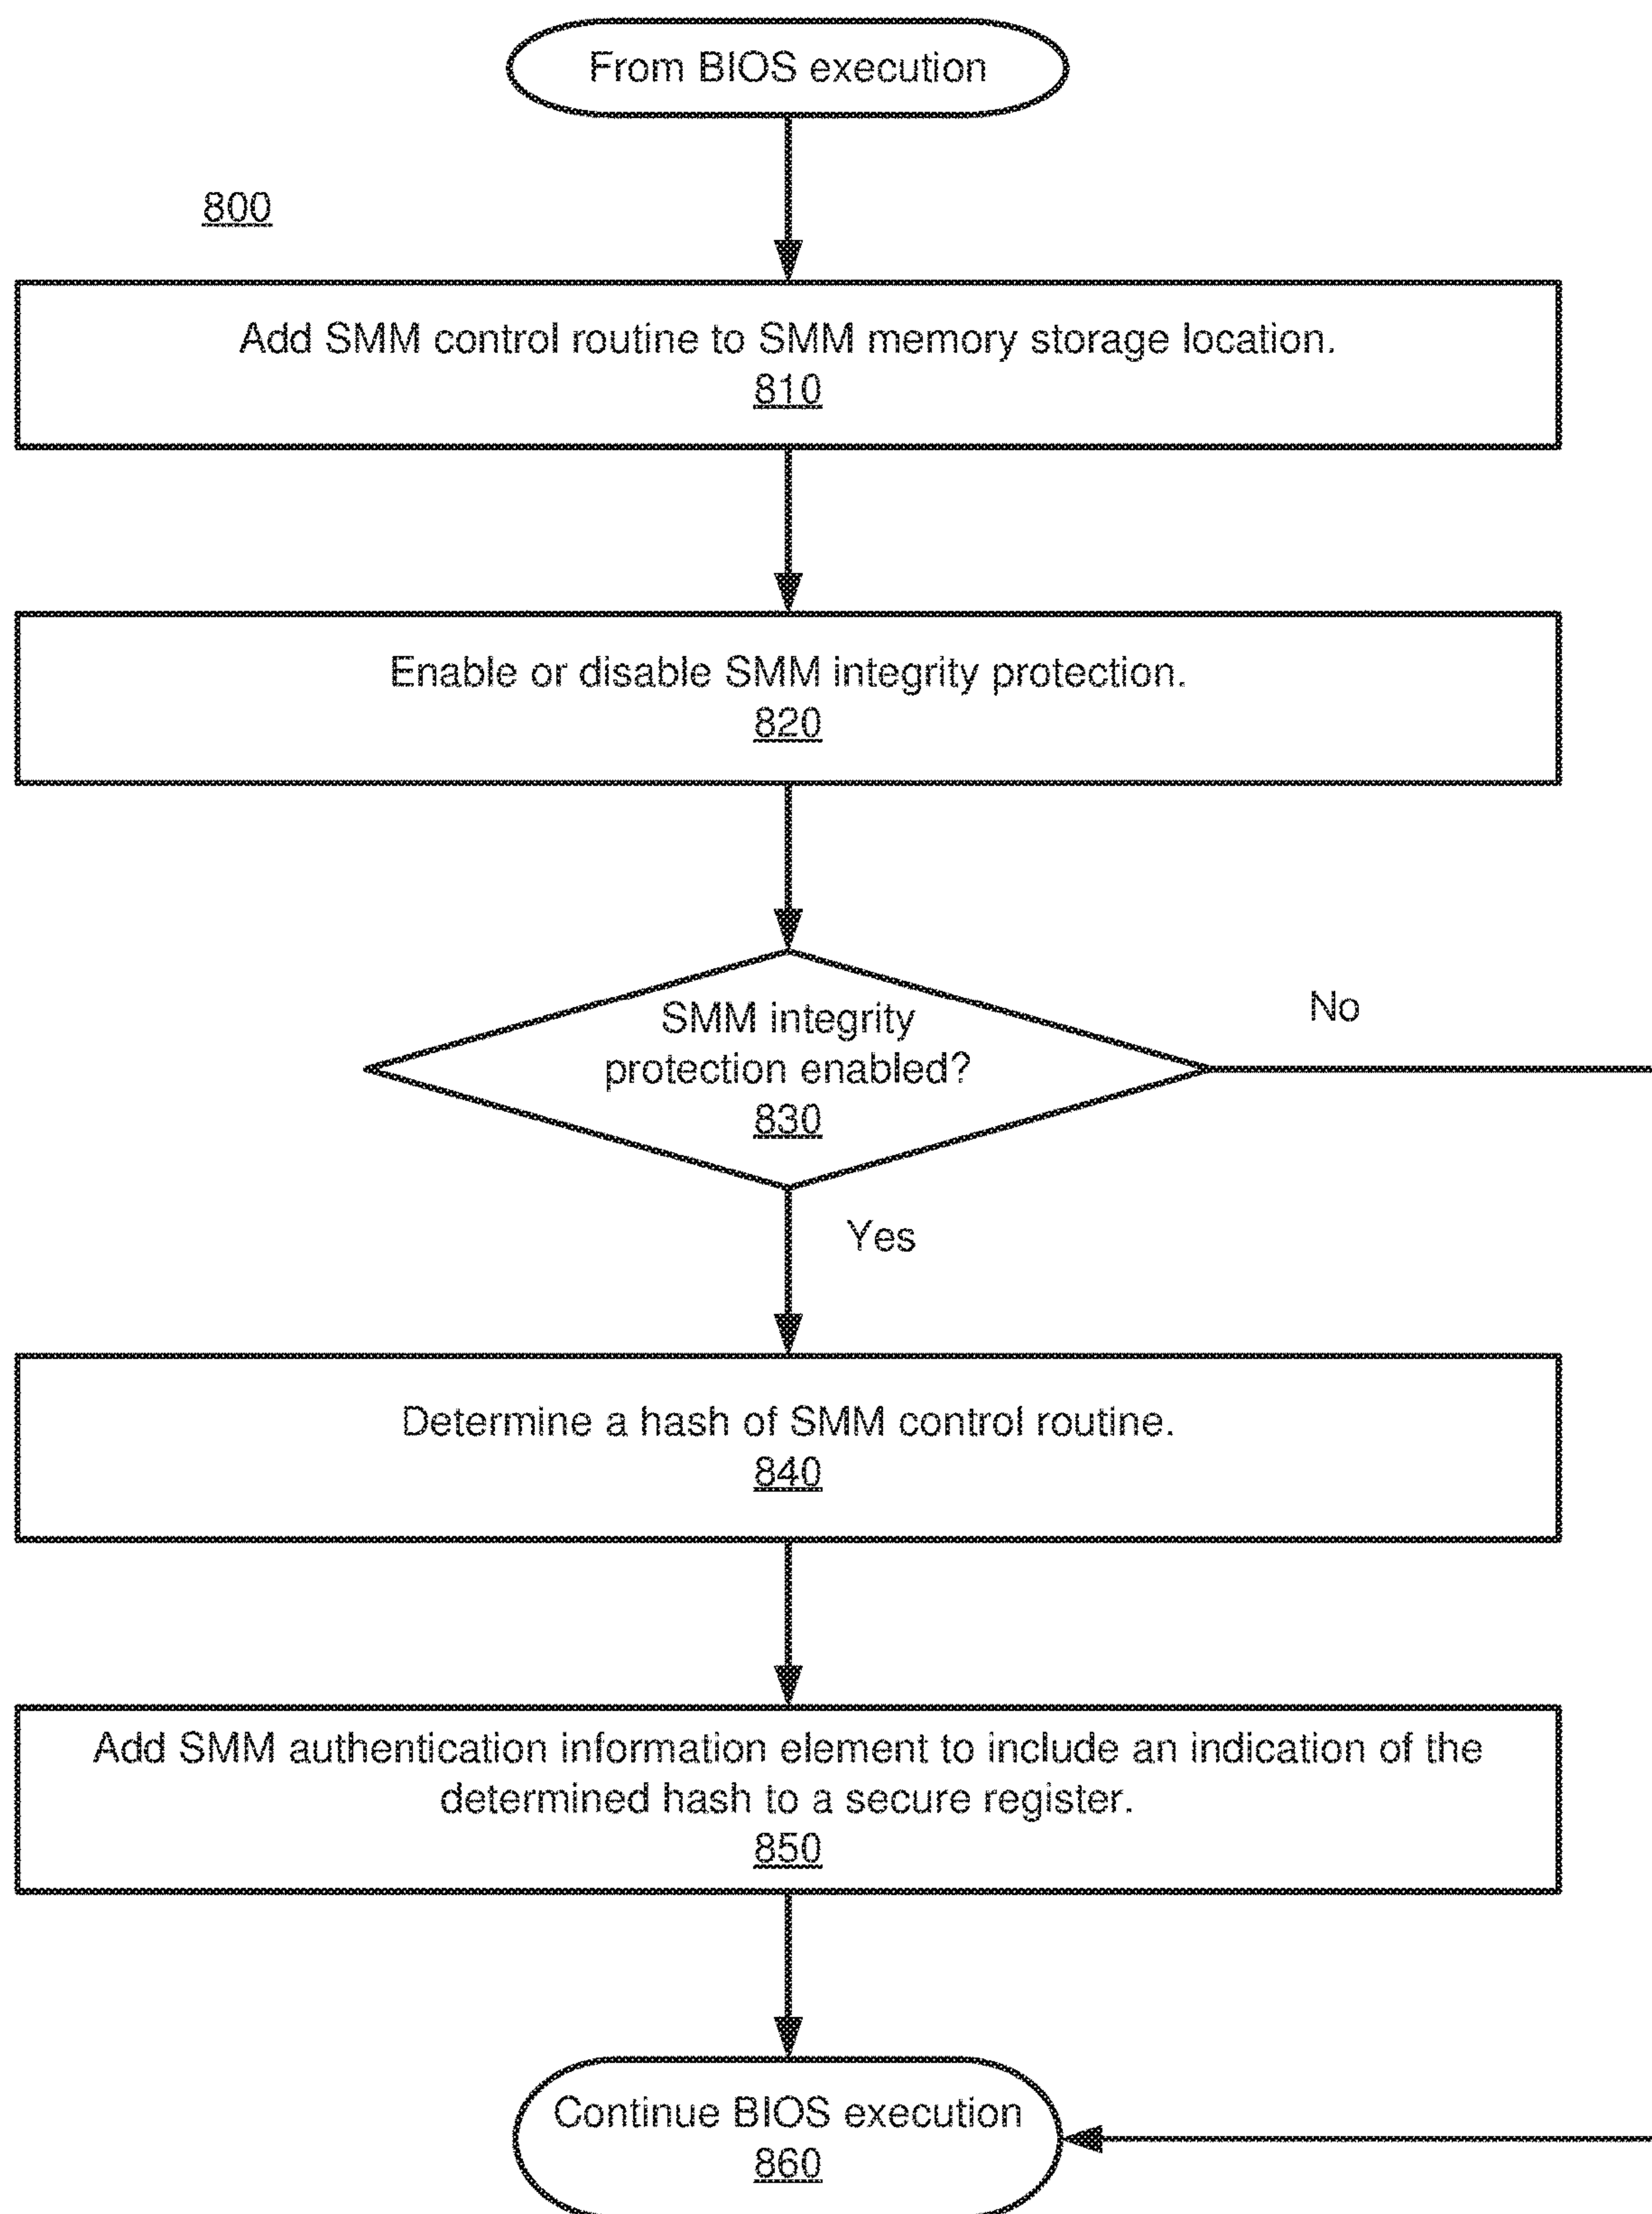 From BIOS execution
800
Add SMM control routine to SMM memory storage location.
810
Enable or disable SMM integrity protection.
820
SMM integrity
protection enabled?
830
No
Yes
Determine a hash of SMM control routine.
840
Add SMM authentication information element to include an indication of the
determined hash to a secure register.
850
Continue BIOS execution
860